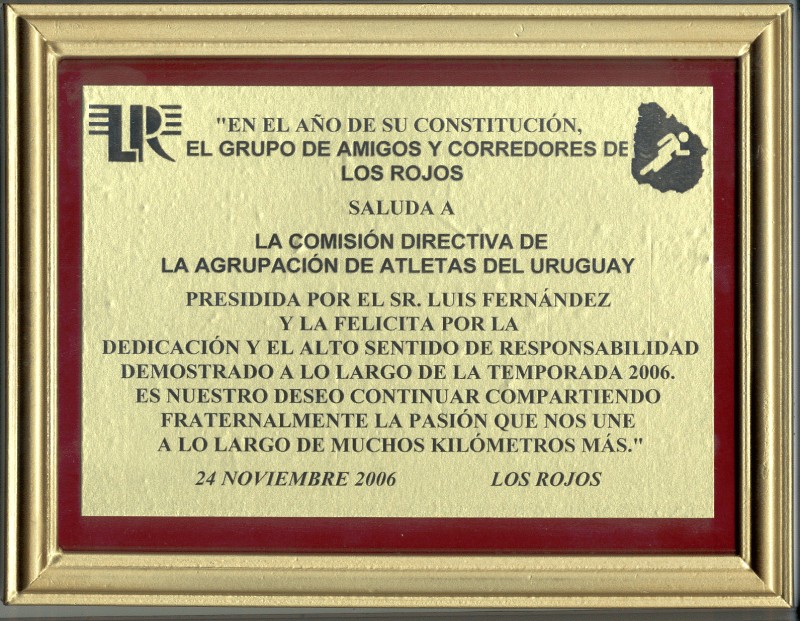 LR
"EN EL AÑO DE SU CONSTITUCIÓN,
EL GRUPO DE AMIGOS Y CORREDORES DE
LOS ROJOS
SALUDA A
LA COMISIÓN DIRECTIVA DE
LA AGRUPACIÓN DE ATLETAS DEL URUGUAY
PRESIDIDA POR EL SR. LUIS FERNÁNDEZ
Y LA FELICITA POR LA
DEDICACIÓN Y EL ALTO SENTIDO DE RESPONSABILIDAD
DEMOSTRADO A LO LARGO DE LA TEMPORADA 2006.
ES NUESTRO DESEO CONTINUAR COMPARTIENDO
FRATERNALMENTE LA PASIÓN QUE NOS UNE
A LO LARGO DE MUCHOS KILÓMETROS MÁS."
24 NOVIEMBRE 2006 LOS ROJOS